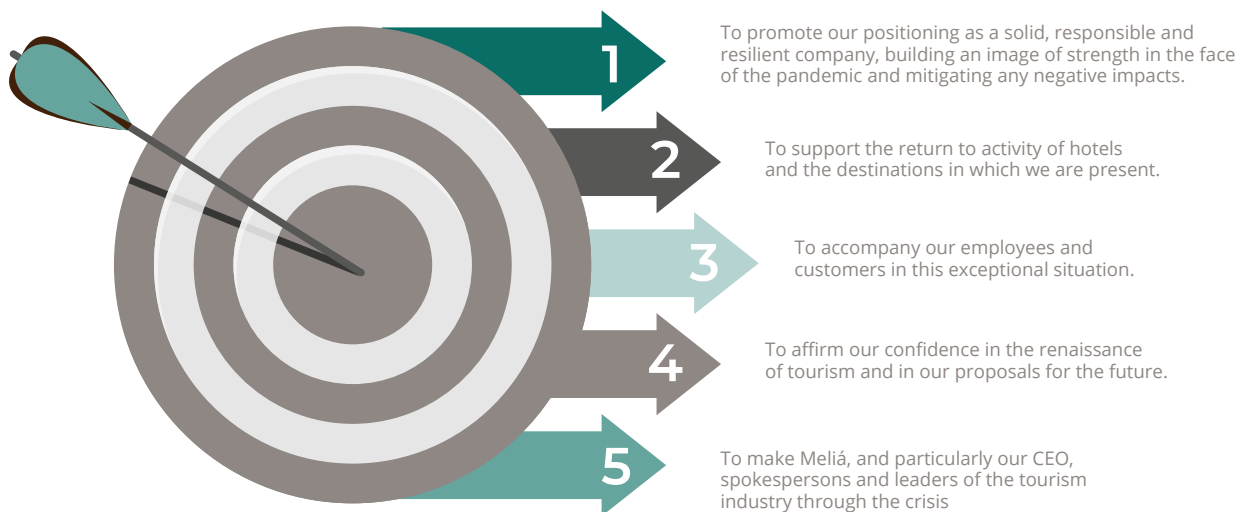 1
To promote our positioning as a solid, responsible and
resilient company, building an image of strength in the face
of the pandemic and mitigating any negative impacts.
2
To support the return to activity of hotels
and the destinations in which we are present.
3
To accompany our employees and
customers in this exceptional situation.
4
To affirm our confidence in the renaissance
of tourism and in our proposals for the future.
5
To make Meliá, and particularly our CEO,
spokespersons and leaders of the tourism
industry through the crisis